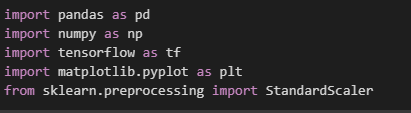 import pandas as pd
import numpy as np
import tensorflow as tf
import matplotlib.pyplot as plt
from sklearn.preprocessing import StandardScaler